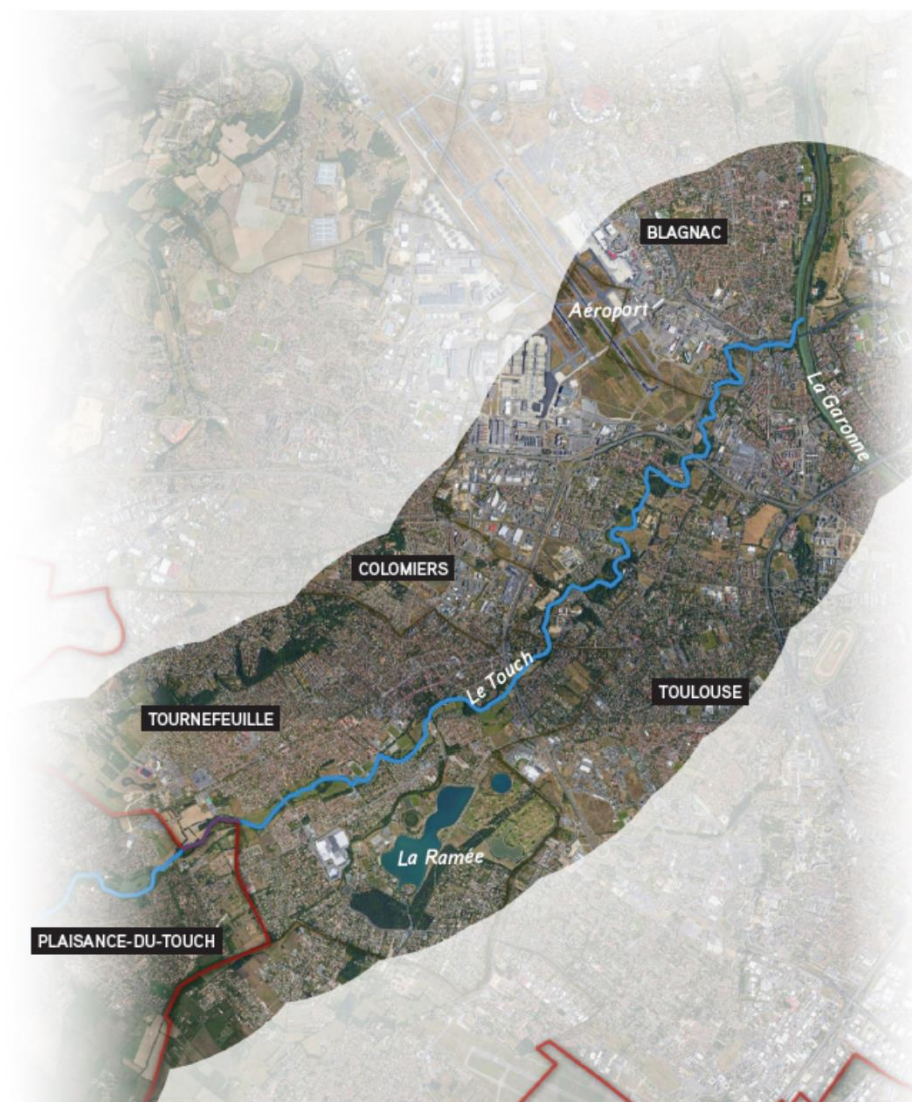 BLAGNAC
Aéroport
La Garonne
COLOMIERS
Le Touch
TOULOUSE
TOURNEFEUILLE
La Ramée
PLAISANCE-DU-TOUCH